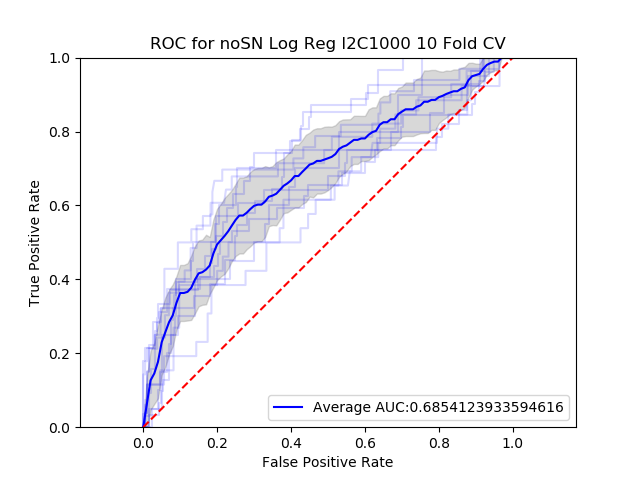 ROC for noSN Log Reg l2C1000 10 Fold CV
True Positive Rate
1.0
0.8
0.6
0.4
0.2
0.0
Average AUC:0.6854123933594616
0.0 0.2 0.4 0.6 0.8 1.0
False Positive Rate